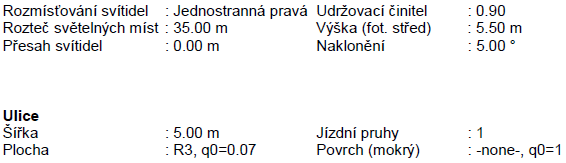 Rozmísťování svítidel : Jednostranná pravá Udržovací činitel : 0.90
Rozteč světelných míst : 35.00 m Výška (fot. střed) : 5.50 m
Přesah svítidel : 0.00 m Naklonění : 5.00 °
Ulice
Šířka : 5.00 m Jízdní pruhy : 1
Plocha : R3, q0=0.07 Povrch (mokrý) : -none-, q0=1